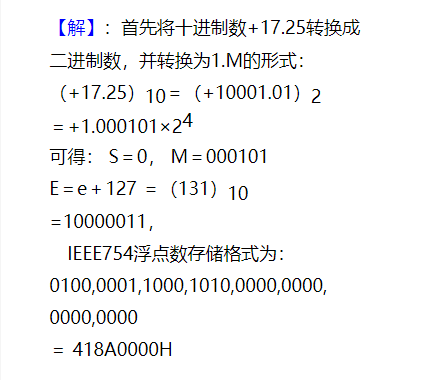 【解】：首先将十进制数+17.25转换成
二进制数，并转换为1.M的形式：
（+17.25）10＝（+10001.01）2
＝+1.000101×2⁴
可得： S＝0， M＝000101
E＝e＋127 ＝（131）10
=10000011，
IEEE754浮点数存储格式为：
0100,0001,1000,1010,0000,0000,
0000,0000
＝ 418A0000H